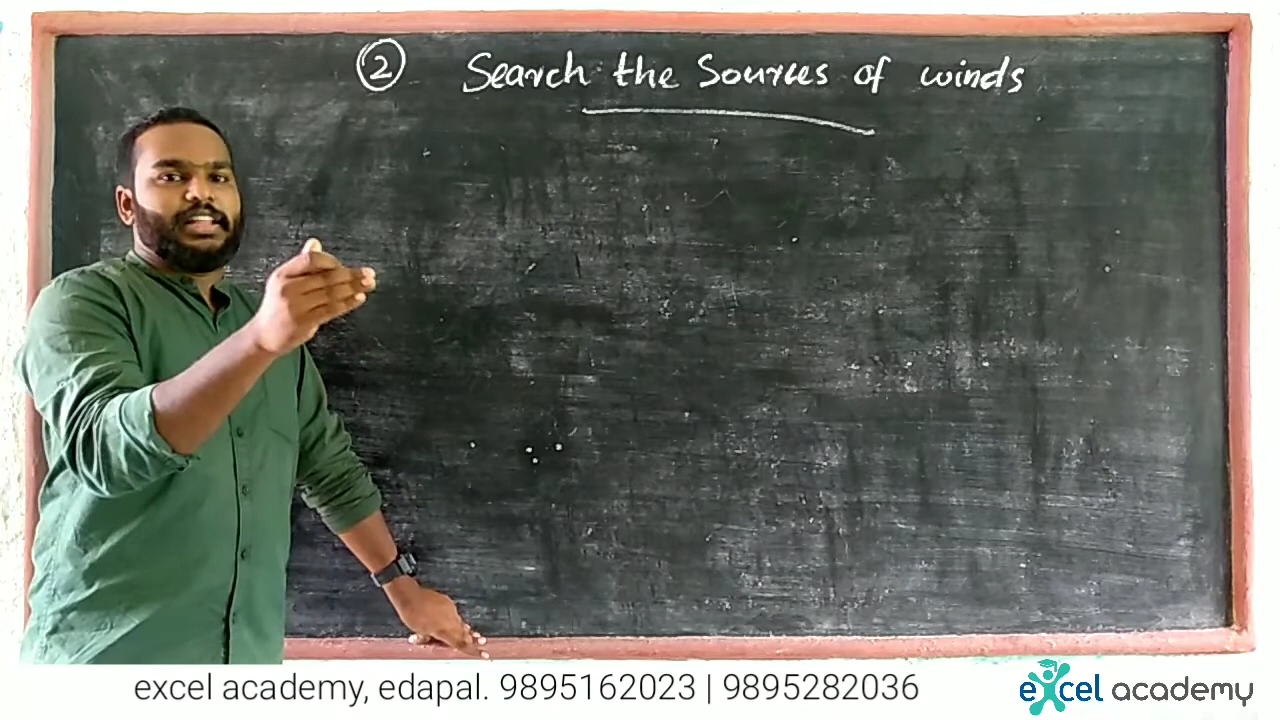 ② Search the Sources of winds
excel academy, edapal. 9895162023 | 9895282036
excel academy